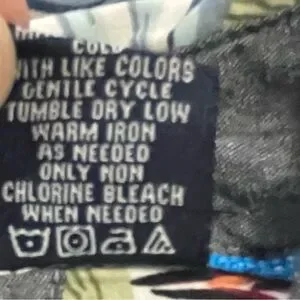 COLD
WITH LIKE COLORS
GENTLE CYCLE
TUMBLE DRY LOW
WARM IRON
AS NEEDED
ONLY NON
CHLORINE BLEACH
WHEN NEEDED